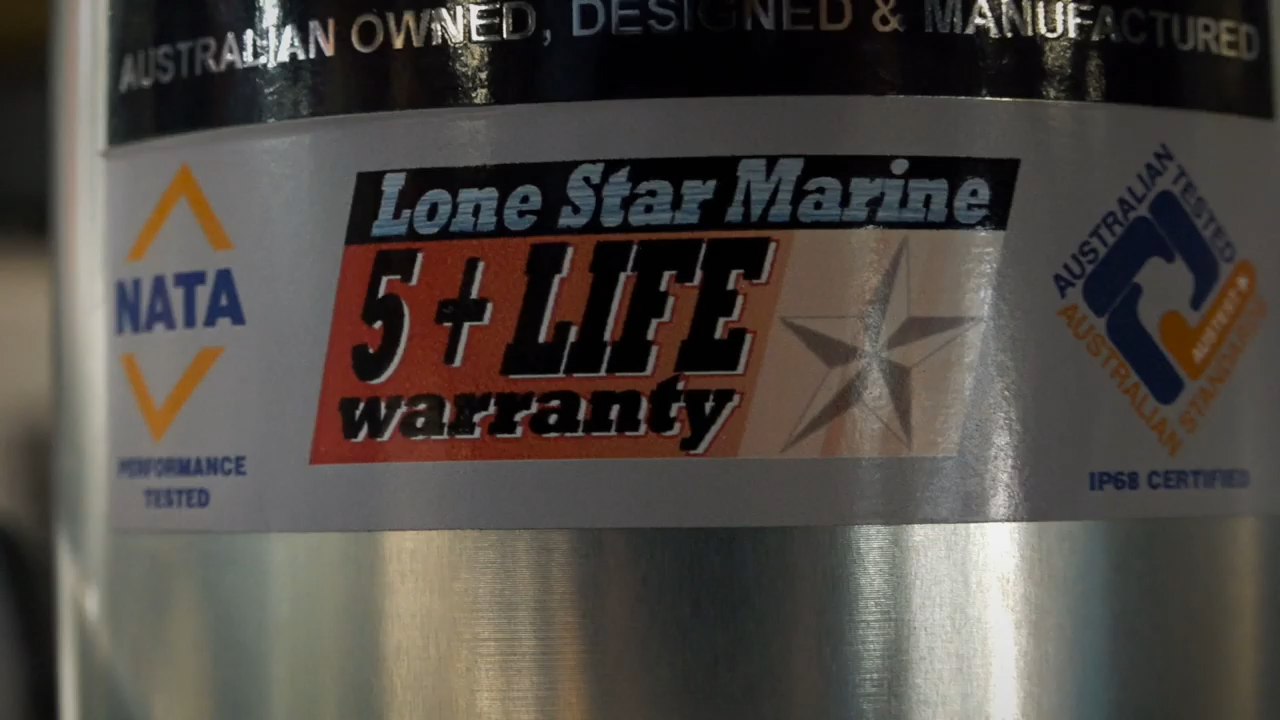 AUSTRALIAN OWNED, DESIGNED & MANUFACTURED
NATA
PERFORMANCE
TESTED
Lone Star Marine
5 + LIFE
warranty
AUSTRALIAN TESTED
AUTEST
AUSTRALIAN STANDARDS
IP68 CERTIFIED